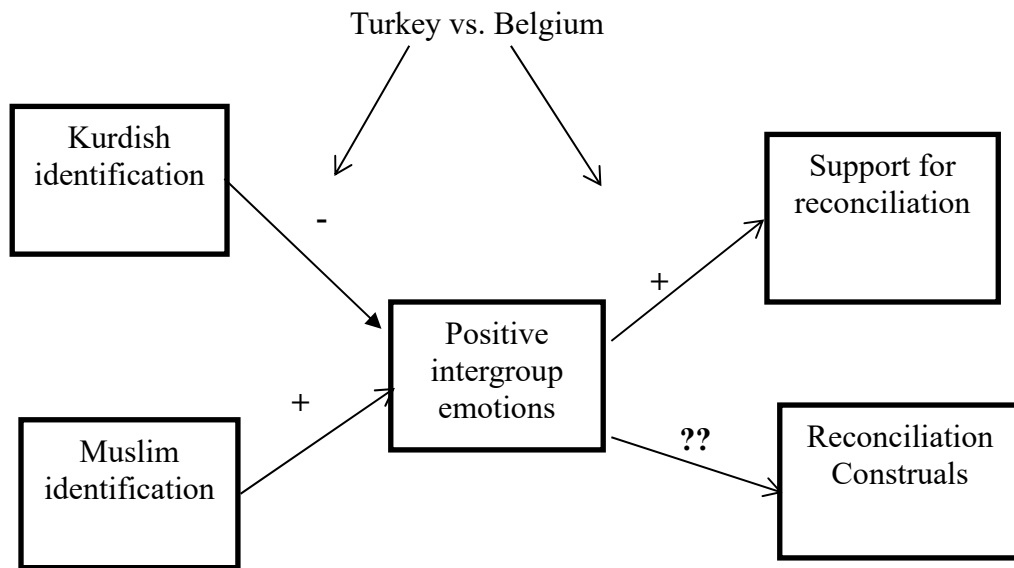 Turkey vs. Belgium
Kurdish
identification
-
Support for
reconciliation
+
Positive
intergroup
emotions
+
Muslim
identification
??
Reconciliation
Construals